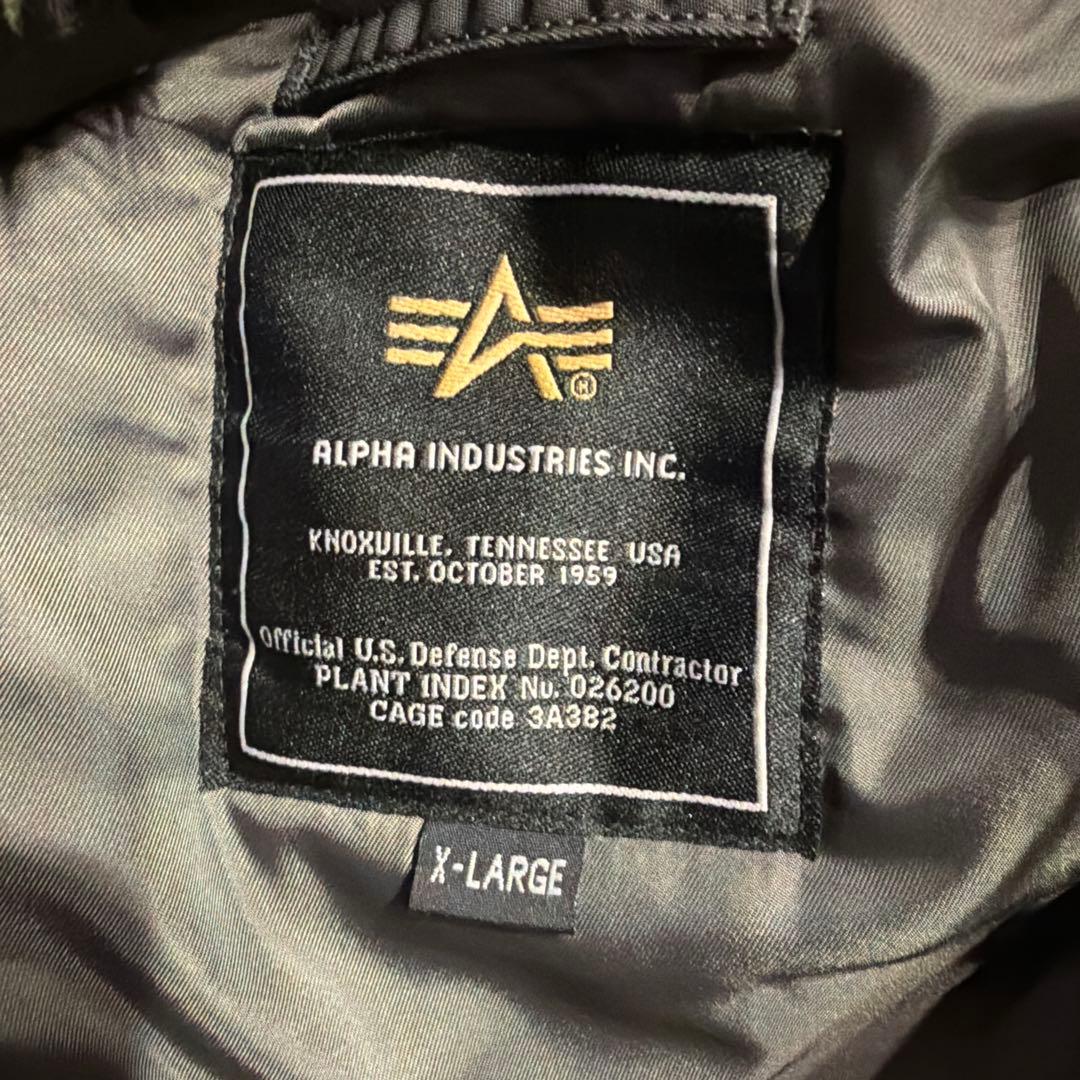 ALPHA INDUSTRIES INC.
KNOXVILLE, TENNESSEE USA
EST. OCTOBER 1959
Official U.S. Defense Dept. Contractor
PLANT INDEX No. 026200
CAGE code 3A382
X-LARGE